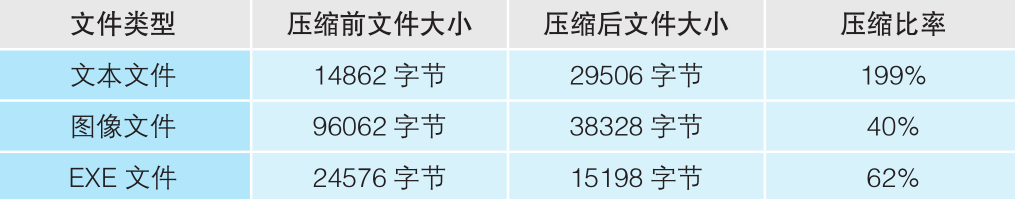 文件类型 压缩前文件大小 压缩后文件大小 压缩比率
文本文件 14862 字节 29506 字节 199%
图像文件 96062 字节 38328 字节 40%
EXE 文件 24576 字节 15198 字节 62%